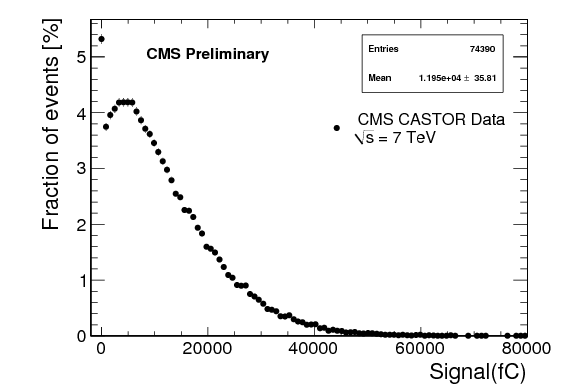 Fraction of events [%]
5
4
3
2
1
0
CMS Preliminary
Entries 74390
Mean 1.195e+04 ± 35.81
CMS CASTOR Data
√s = 7 TeV
0 20000 40000 60000 80000
Signal(fC)